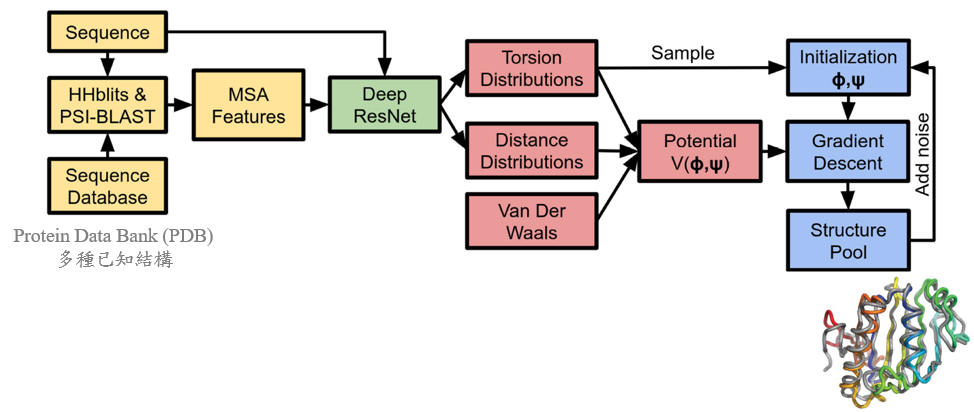 Sequence
HHblits &
PSI-BLAST
Sequence
Database
Protein Data Bank (PDB)
多種已知結構
MSA
Features
Deep
ResNet
Torsion
Distributions
Distance
Distributions
Van Der
Waals
Sample
Potential
V(ϕ,ψ)
Initialization
ϕ,ψ
Gradient
Descent
Structure
Pool
Add noise